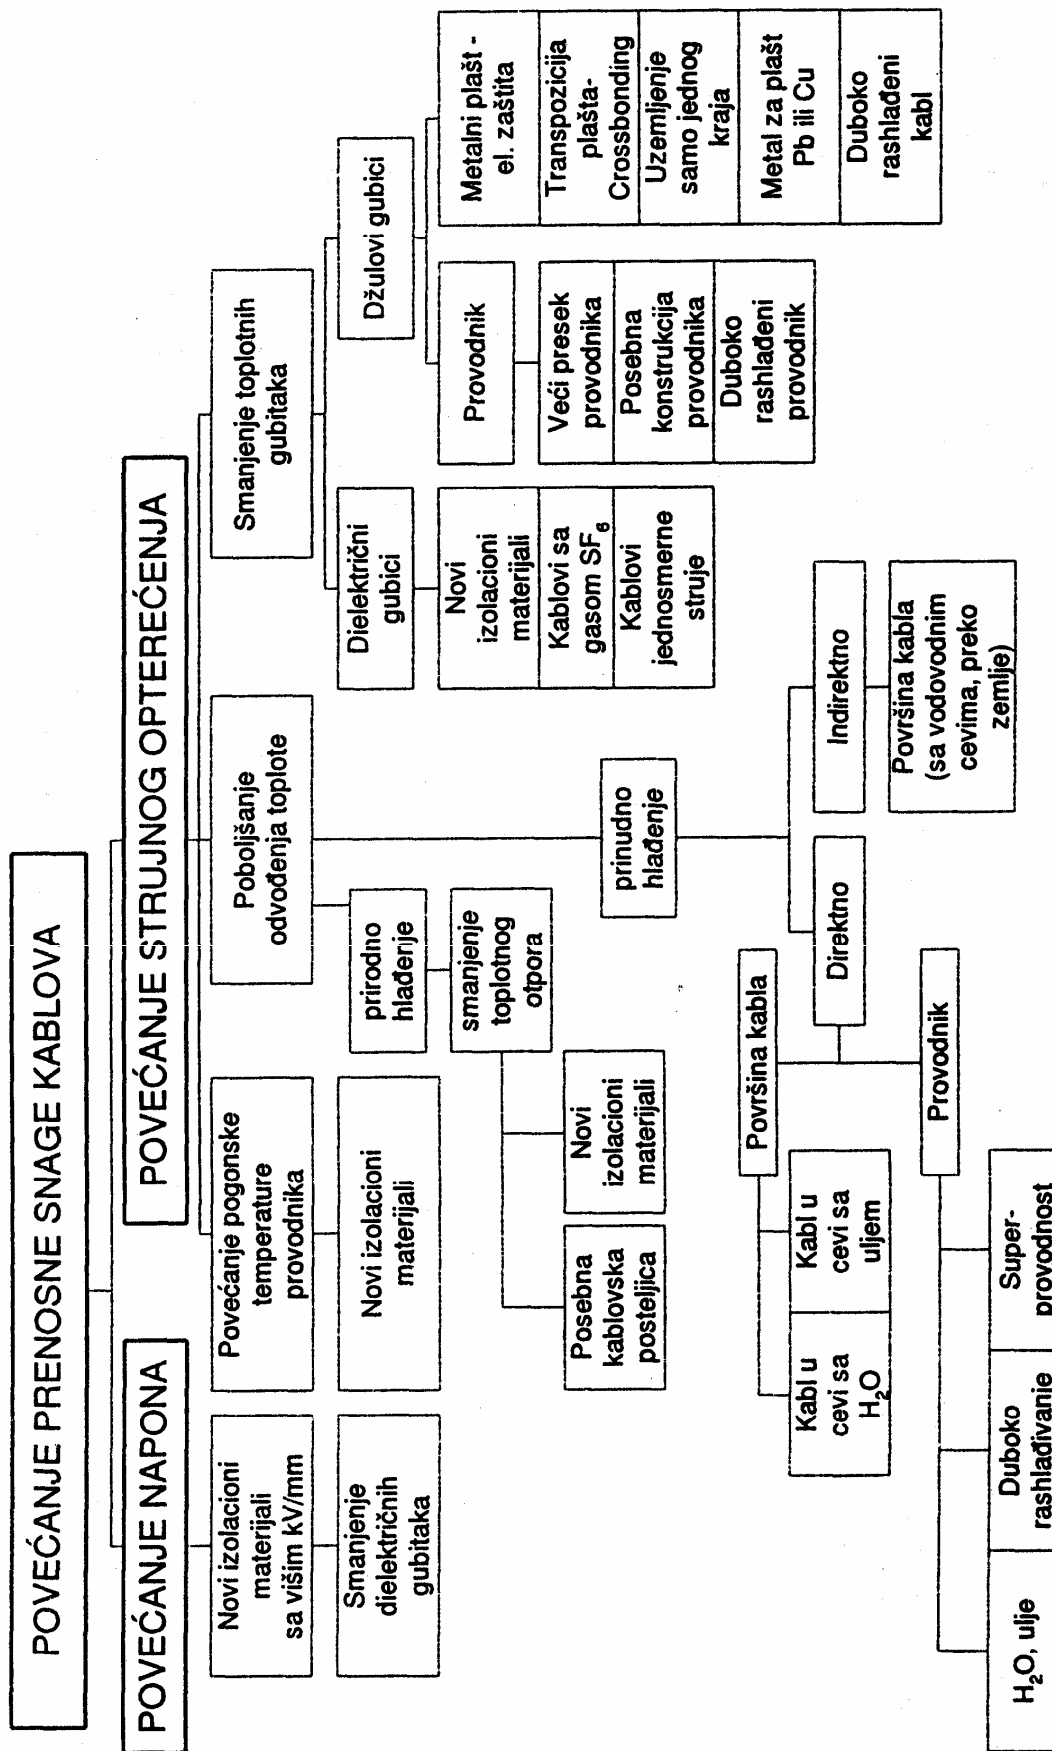 POVEĆANJE PRENOSNE SNAGE KABLOVA
POVEĆANJE NAPONA
POVEĆANJE STRUJNOG OPTEREĆENJA
Novi izolacioni
materijali
sa višim kV/mm
Smanjenje
dielektričnih
gubitaka
Povećanje pogonske
temperature
provodnika
Novi izolacioni
materijali
Poboljšanje
odvođenja toplote
prirodno
hlađenje
smanjenje
toplotnog
otpora
Posebna
kablovska
posteljica
Novi
izolacioni
materijali
prinudno
hlađenje
Direktno
Indirektno
Površina kabla
(sa vodovodnim
cevima, preko
zemlje)
Površina kabla
Kabl u
cevi sa
H₂O
Kabl u
cevi sa
uljem
Provodnik
H₂O, ulje
Duboko
rashlađivanje
Super-
provodnost
Smanjenje toplotnih
gubitaka
Dielektrični
gubici
Novi
izolacioni
materijali
Kablovi sa
gasom SF₆
Kablovi
jednosmerne
struje
Džulovi gubici
Provodnik
Veći presek
provodnika
Posebna
konstrukcija
provodnika
Duboko
rashlađeni
provodnik
Metalni plašt -
el. zaštita
Transpozicija
plašta-
Crossbonding
Uzemljenje
samo jednog
kraja
Metal za plašt
Pb ili Cu
Duboko
rashlađeni
kabl